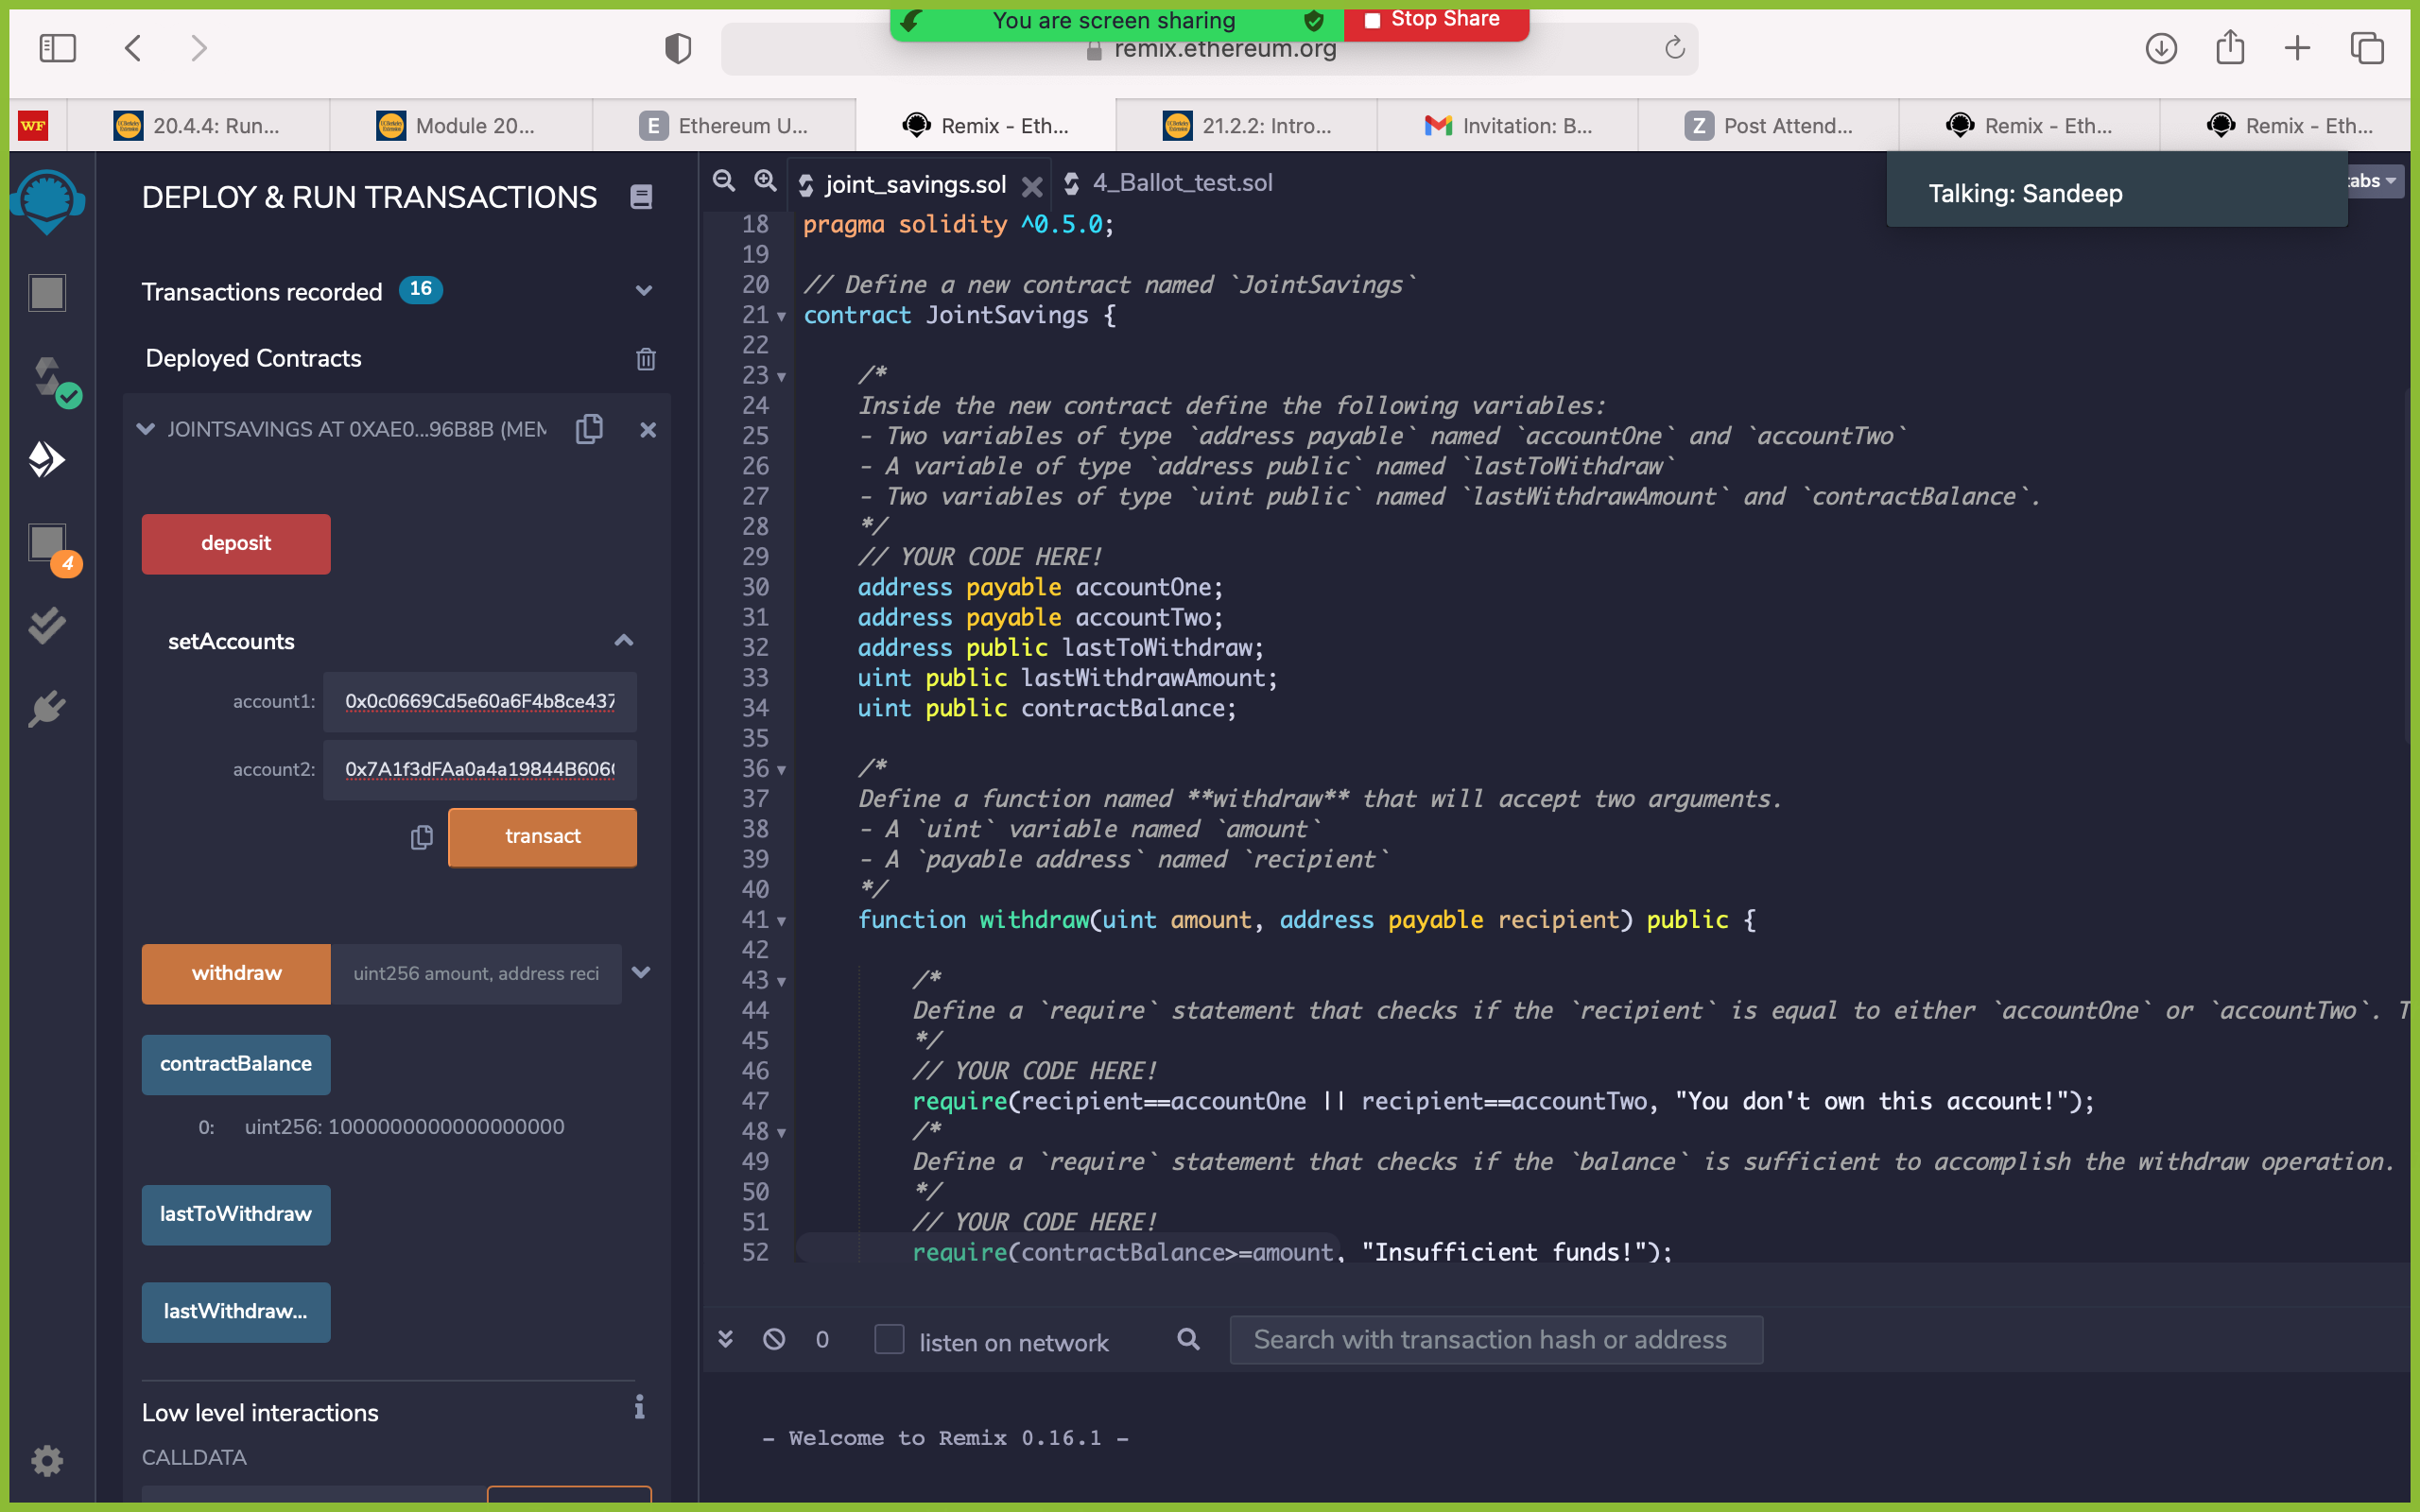 You are screen sharing
Stop Share
remix.ethereum.org
WF
20.4.4: Run...
Module 20...
E
Ethereum U...
Remix - Eth...
21.2.2: Intro...
Invitation: B...
Z
Post Attend...
Remix - Eth...
Remix - Eth...
Talking: Sandeep
tabs
DEPLOY & RUN TRANSACTIONS
Transactions recorded 16
Deployed Contracts
JOINTSAVINGS AT 0XAE0...96B8B (MEM
4
deposit
setAccounts
account1: 0x0c0669Cd5e60a6F4b8ce437
account2: 0x7A1f3dFAa0a4a19844B606
transact
withdraw
uint256 amount, address reci
contractBalance
0: uint256: 1000000000000000000
lastToWithdraw
lastWithdraw...
Low level interactions
i
CALLDATA
joint_savings.sol
4_Ballot_test.sol
18 pragma solidity ^0.5.0;
19
20 // Define a new contract named `JointSavings`
21 contract JointSavings {
22
23 /*
24 Inside the new contract define the following variables:
25 - Two variables of type `address payable` named `accountOne` and `accountTwo`
26 - A variable of type `address public` named `lastToWithdraw`
27 - Two variables of type `uint public` named `lastWithdrawAmount` and `contractBalance`.
28 */
29 // YOUR CODE HERE!
30 address payable accountOne;
31 address payable accountTwo;
32 address public lastToWithdraw;
33 uint public lastWithdrawAmount;
34 uint public contractBalance;
35
36 /*
37 Define a function named **withdraw** that will accept two arguments.
38 - A `uint` variable named `amount`
39 - A `payable address` named `recipient`
40 */
41 function withdraw(uint amount, address payable recipient) public {
42
43 /*
44 Define a `require` statement that checks if the `recipient` is equal to either `accountOne` or `accountTwo`. T
45 */
46 // YOUR CODE HERE!
47 require(recipient==accountOne || recipient==accountTwo, "You don't own this account!");
48 /*
49 Define a `require` statement that checks if the `balance` is sufficient to accomplish the withdraw operation.
50 */
51 // YOUR CODE HERE!
52 require(contractBalance>=amount, "Insufficient funds!");
0
listen on network
Search with transaction hash or address
- Welcome to Remix 0.16.1 -